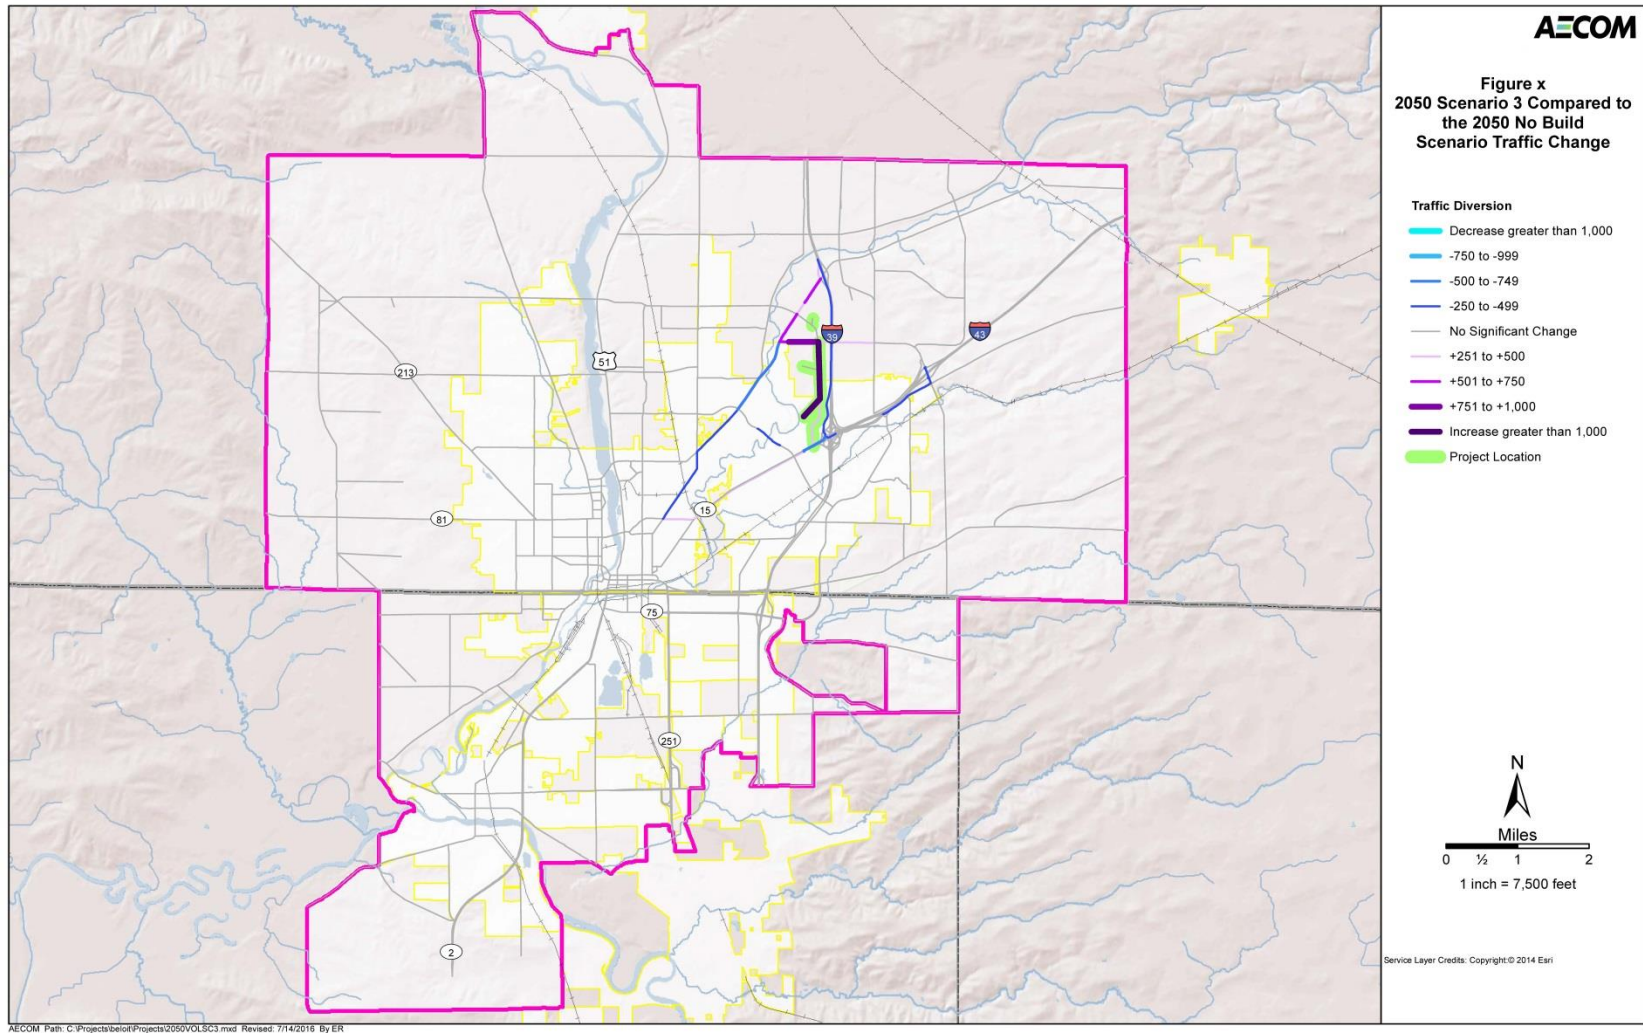 AECOM
Figure x
2050 Scenario 3 Compared to
the 2050 No Build
Scenario Traffic Change
Traffic Diversion
Decrease greater than 1,000
-750 to -999
-500 to -749
-250 to -499
No Significant Change
+251 to +500
+501 to +750
+751 to +1,000
Increase greater than 1,000
Project Location
39
43
51
213
15
81
75
251
2
N
Miles
0 ½ 1 2
1 inch = 7,500 feet
Service Layer Credits: Copyright:© 2014 Esri
AECOM Path: C:\Projects\beloit\Projects\2050VOLSC3.mxd Revised: 7/14/2016 By ER